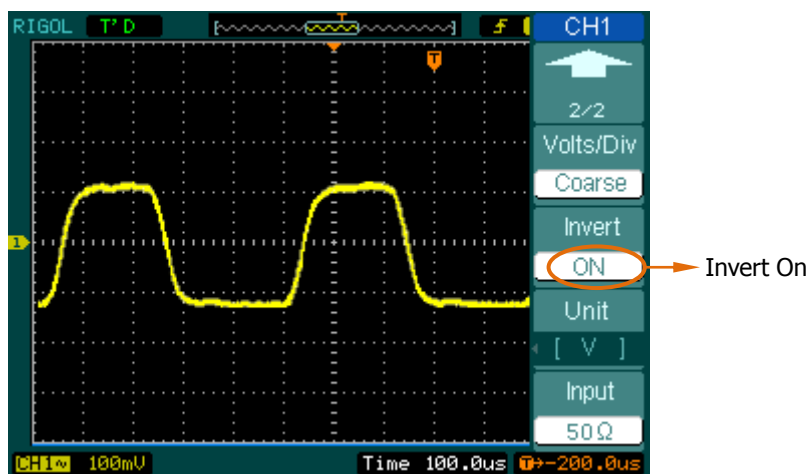 RIGOL T'D
T
CH1
2/2
T
Volts/Div
Coarse
Invert
1
ON
Invert On
Unit
[ V ]
Input
50Ω
CH1~ 100mV Time 100.0us T→-200.0us